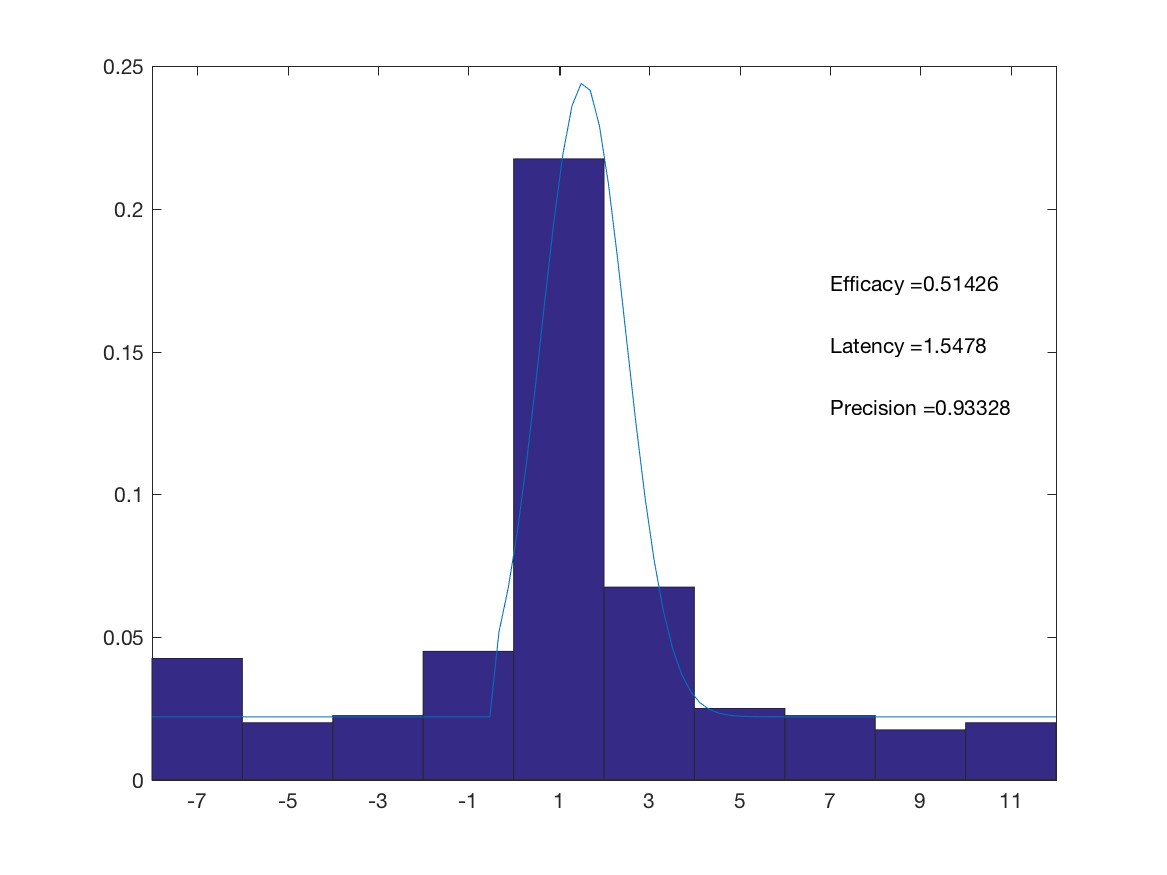 0.25
0.2
Efficacy =0.51426
0.15
Latency =1.5478
Precision =0.93328
0.1
0.05
0
-7 -5 -3 -1 1 3 5 7 9 11